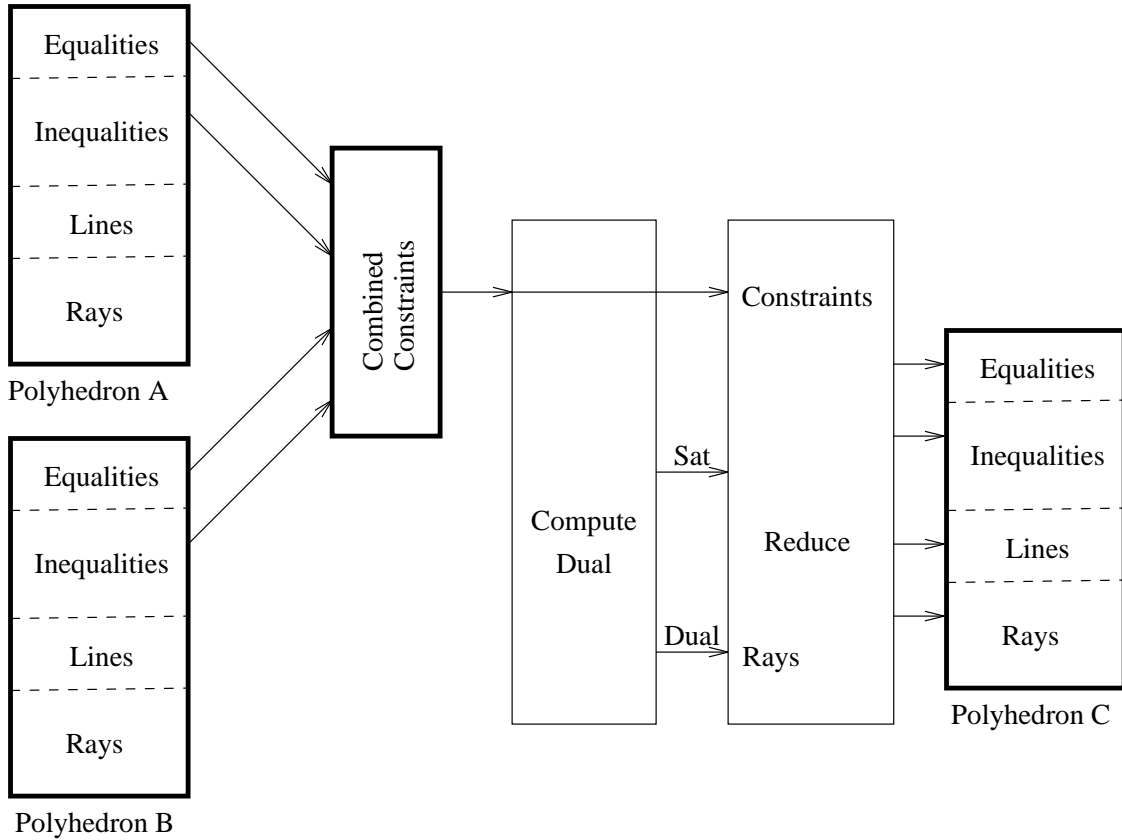 Equalities
Inequalities
Lines
Rays
Polyhedron A
Equalities
Inequalities
Lines
Rays
Polyhedron B
Combined
Constraints
Compute
Dual
Sat
Dual
Constraints
Reduce
Rays
Equalities
Inequalities
Lines
Rays
Polyhedron C